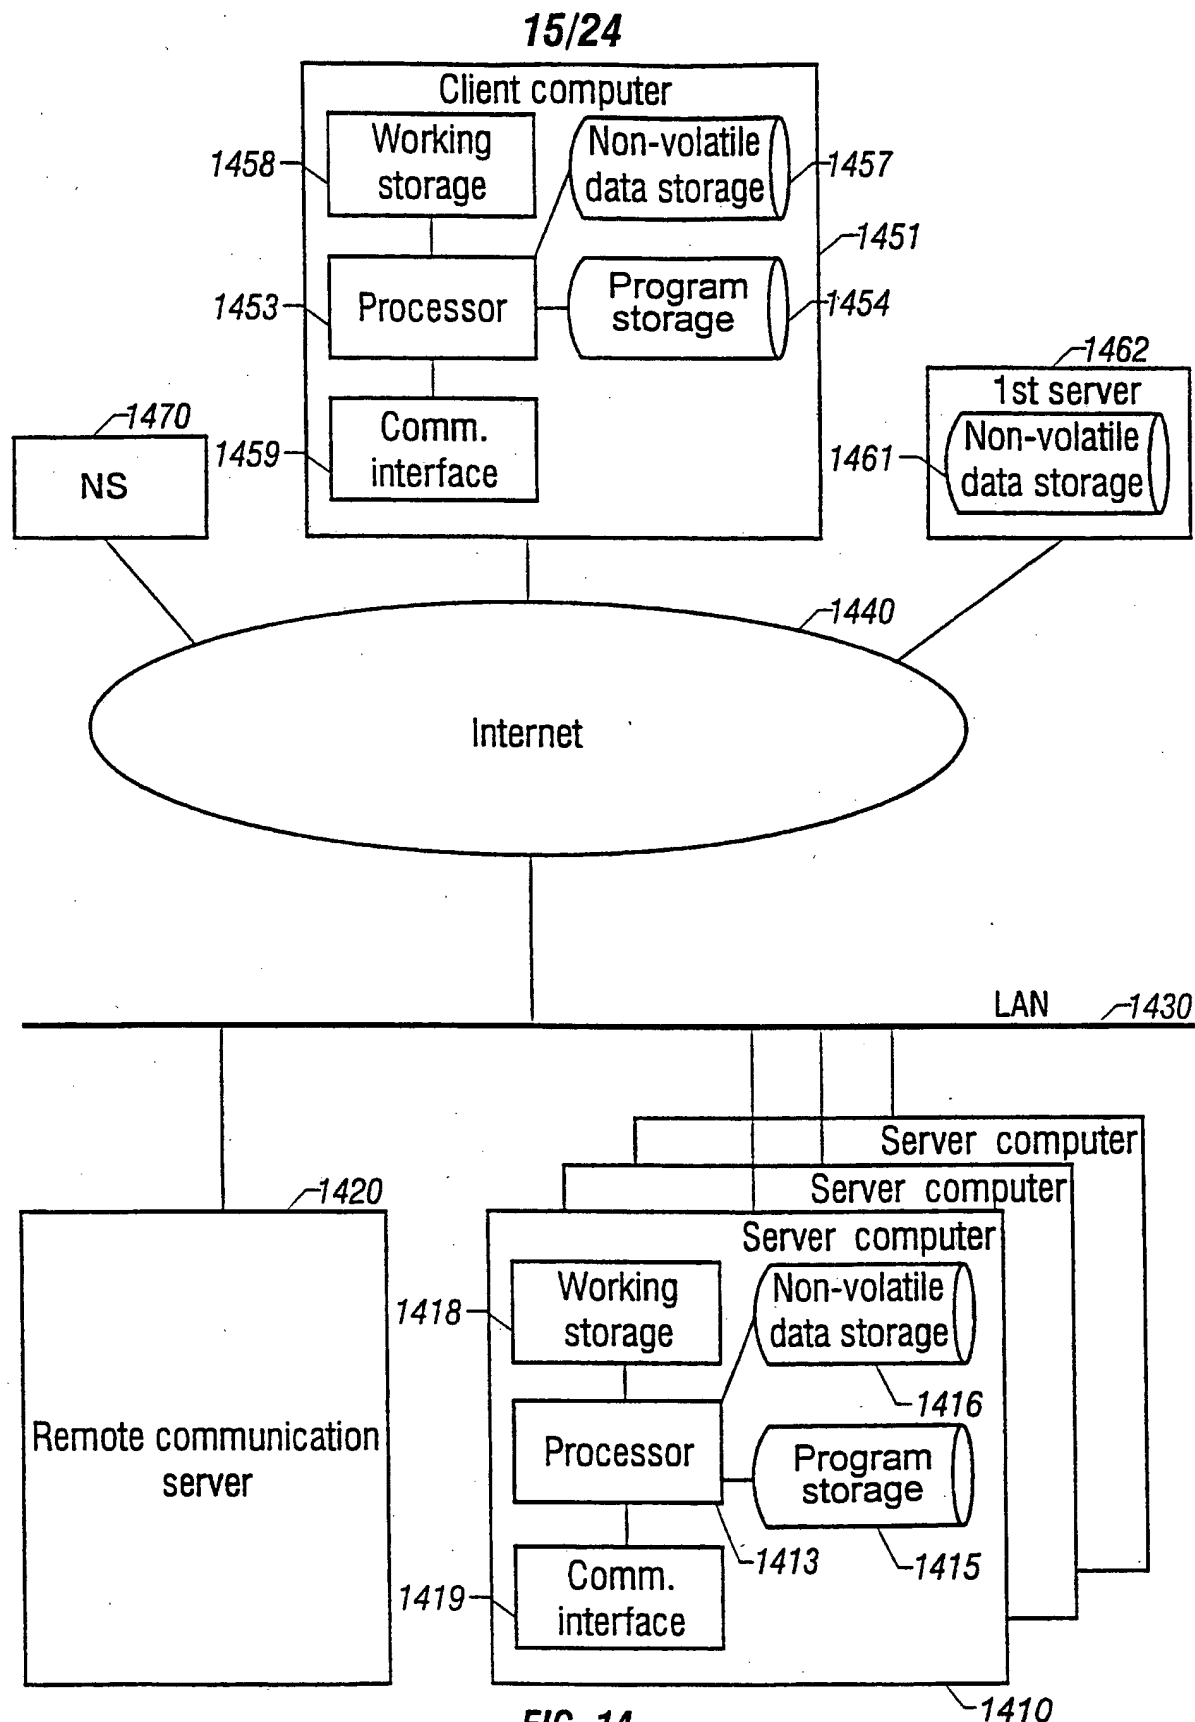 15/24
Client computer
Working
storage
1458
Non-volatile
data storage
1457
1451
Processor
1453
Program
storage
1454
Comm.
interface
1459
1470
NS
1462
1st server
Non-volatile
data storage
1461
1440
Internet
LAN
1430
Server computer
Server computer
Server computer
1420
Remote communication
server
Working
storage
1418
Non-volatile
data storage
1416
Processor
1413
Program
storage
1415
Comm.
interface
1419
1410
FIG. 14